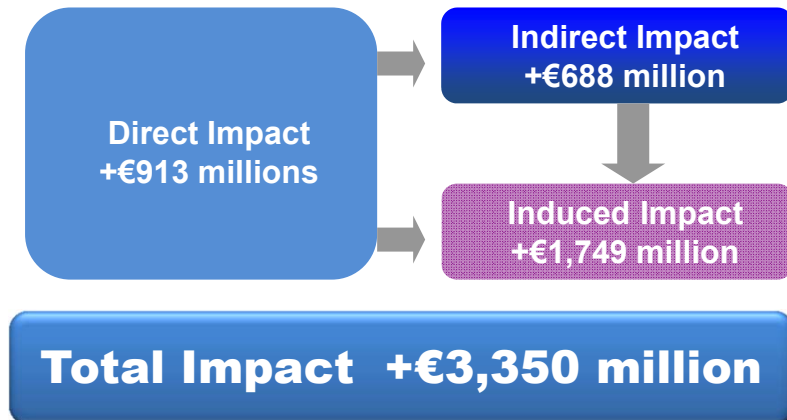 Direct Impact
+€913 millions
Indirect Impact
+€688 million
Induced Impact
+€1,749 million
Total Impact +€3,350 million